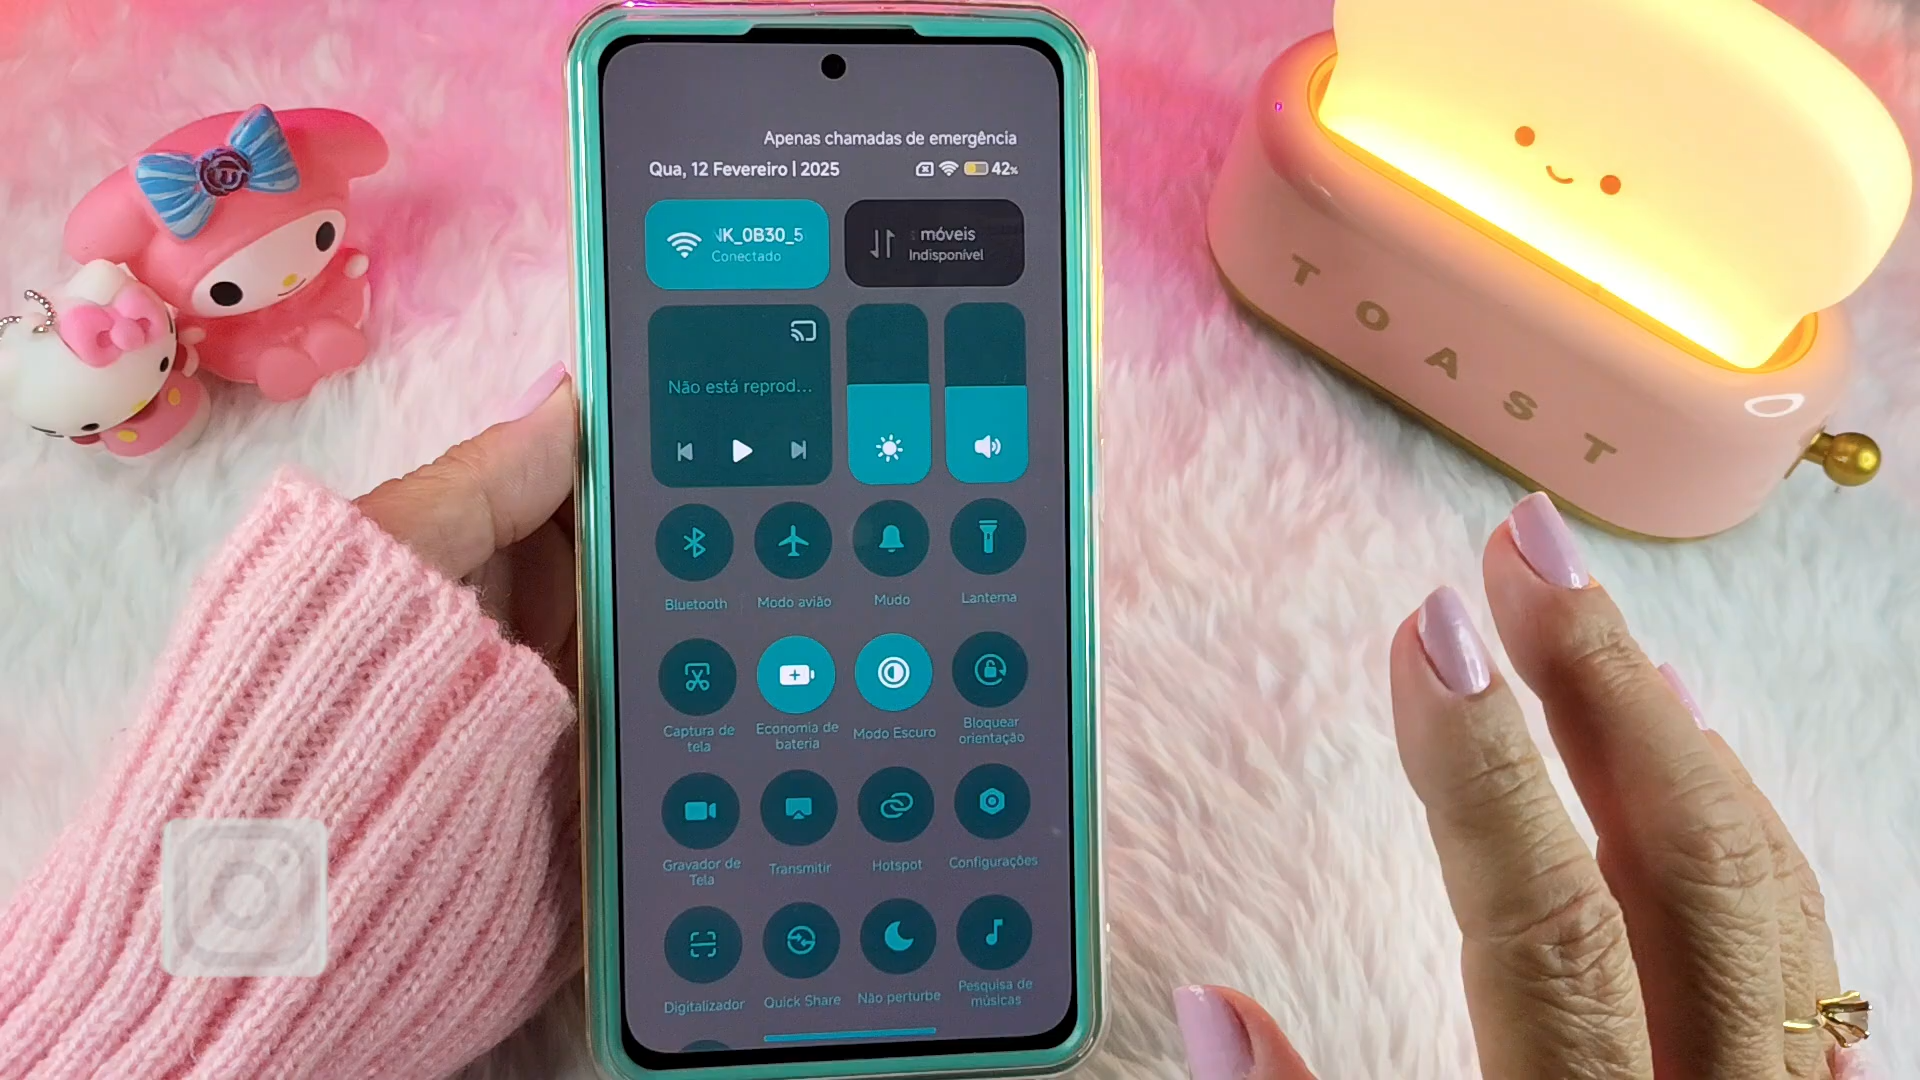 Apenas chamadas de emergência
Qua, 12 Fevereiro | 2025
42%
K_0B30_5
Conectado
móveis
Indisponível
Não está reprod...
Bluetooth
Modo avião
Mudo
Lanterna
Captura de
tela
Economia de
bateria
Modo Escuro
Bloquear
orientação
Gravador de
Tela
Transmitir
Hotspot
Configurações
Digitalizador
Quick Share
Não perturbe
Pesquisa de
músicas
TOAST